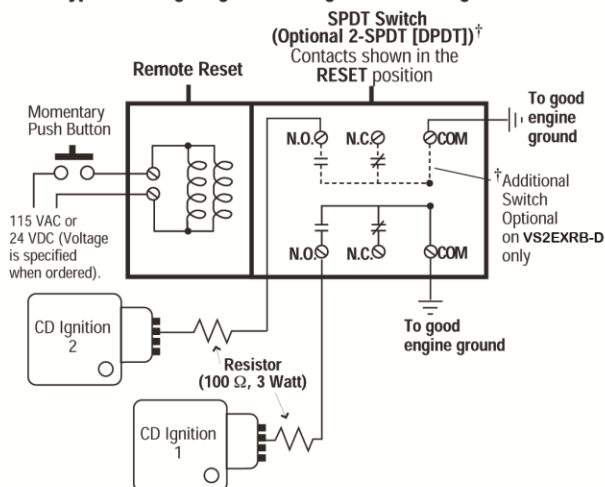 SPDT Switch
(Optional 2-SPDT [DPDT])†
Contacts shown in the
RESET position
Remote Reset
Momentary
Push Button
N.O.
N.C.
COM
To good
engine
ground
†Additional
Switch
Optional
on VS2EXRB-D
only
115 VAC or
24 VDC (Voltage
is specified
when ordered).
N.O.
N.C.
COM
To good
engine ground
CD Ignition
2
Resistor
(100 Ω, 3 Watt)
CD Ignition
1